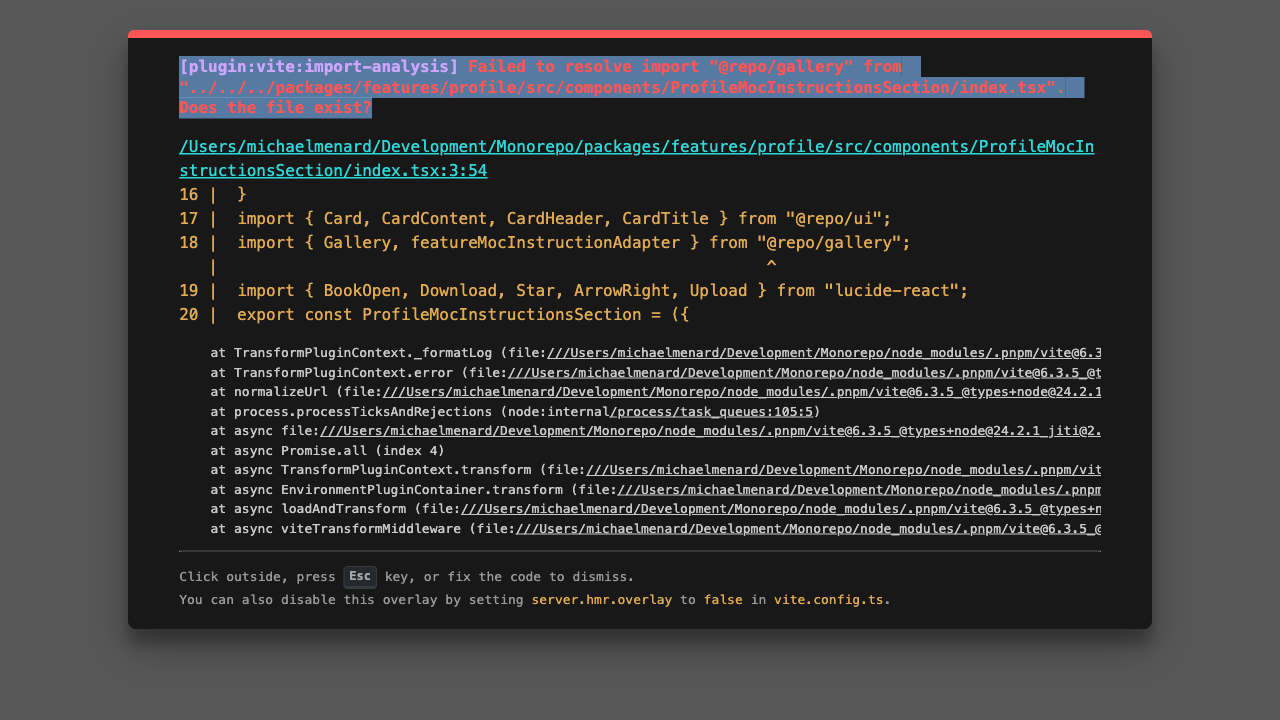 [plugin:vite:import-analysis] Failed to resolve import "@repo/gallery" from
"../../../packages/features/profile/src/components/ProfileMocInstructionsSection/index.tsx".
Does the file exist?
/Users/michaelmenard/Development/Monorepo/packages/features/profile/src/components/ProfileMocIn
structionsSection/index.tsx:3:54
16 |  }
17 |  import { Card, CardContent, CardHeader, CardTitle } from "@repo/ui";
18 |  import { Gallery, featureMocInstructionAdapter } from "@repo/gallery";
   |                                                         ^
19 |  import { BookOpen, Download, Star, ArrowRight, Upload } from "lucide-react";
20 |  export const ProfileMocInstructionsSection = ({
at TransformPluginContext._formatLog (file:///Users/michaelmenard/Development/Monorepo/node_modules/.pnpm/vite@6.3
at TransformPluginContext.error (file:///Users/michaelmenard/Development/Monorepo/node_modules/.pnpm/vite@6.3.5_@t
at normalizeUrl (file:///Users/michaelmenard/Development/Monorepo/node_modules/.pnpm/vite@6.3.5_@types+node@24.2.1
at process.processTicksAndRejections (node:internal/process/task_queues:105:5)
at async file:///Users/michaelmenard/Development/Monorepo/node_modules/.pnpm/vite@6.3.5_@types+node@24.2.1_jiti@2.
at async Promise.all (index 4)
at async TransformPluginContext.transform (file:///Users/michaelmenard/Development/Monorepo/node_modules/.pnpm/vit
at async EnvironmentPluginContainer.transform (file:///Users/michaelmenard/Development/Monorepo/node_modules/.pnpm
at async loadAndTransform (file:///Users/michaelmenard/Development/Monorepo/node_modules/.pnpm/vite@6.3.5_@types+n
at async viteTransformMiddleware (file:///Users/michaelmenard/Development/Monorepo/node_modules/.pnpm/vite@6.3.5_@
Click outside, press Esc key, or fix the code to dismiss.
You can also disable this overlay by setting server.hmr.overlay to false in vite.config.ts.